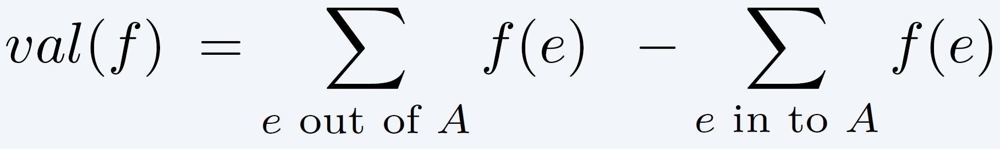 val(f) = ∑ f(e) − ∑ f(e)
e out of A e in to A